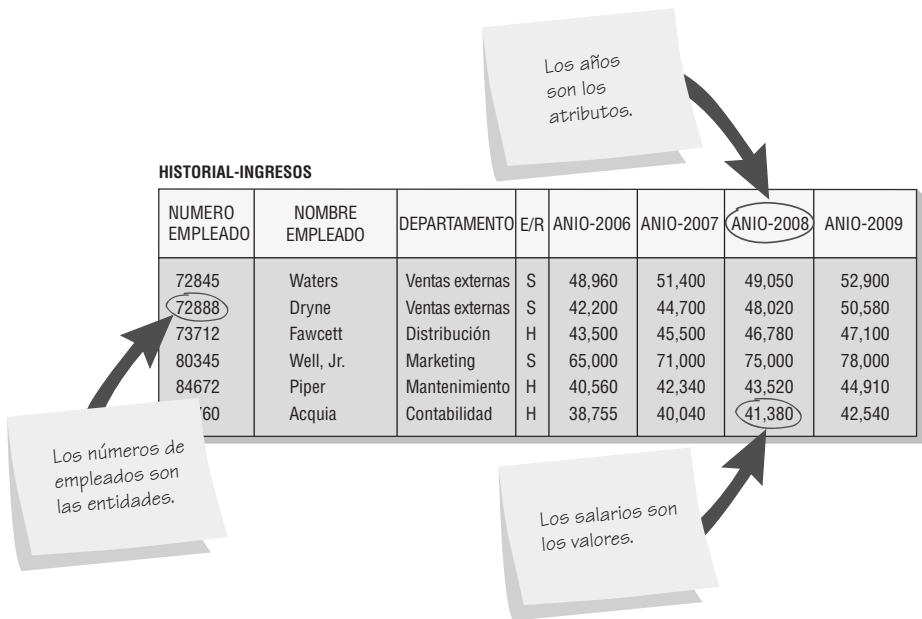 Los años
son los
atributos.
HISTORIAL-INGRESOS
NUMERO EMPLEADO NOMBRE EMPLEADO DEPARTAMENTO E/R ANIO-2006 ANIO-2007 ANIO-2008 ANIO-2009
72845 Waters Ventas externas S 48,960 51,400 49,050 52,900
72888 Dryne Ventas externas S 42,200 44,700 48,020 50,580
73712 Fawcett Distribución H 43,500 45,500 46,780 47,100
80345 Well, Jr. Marketing S 65,000 71,000 75,000 78,000
84672 Piper Mantenimiento H 40,560 42,340 43,520 44,910
Acquia Contabilidad H 38,755 40,040 41,380 42,540
Los números de
empleados son
las entidades.
Los salarios son
los valores.